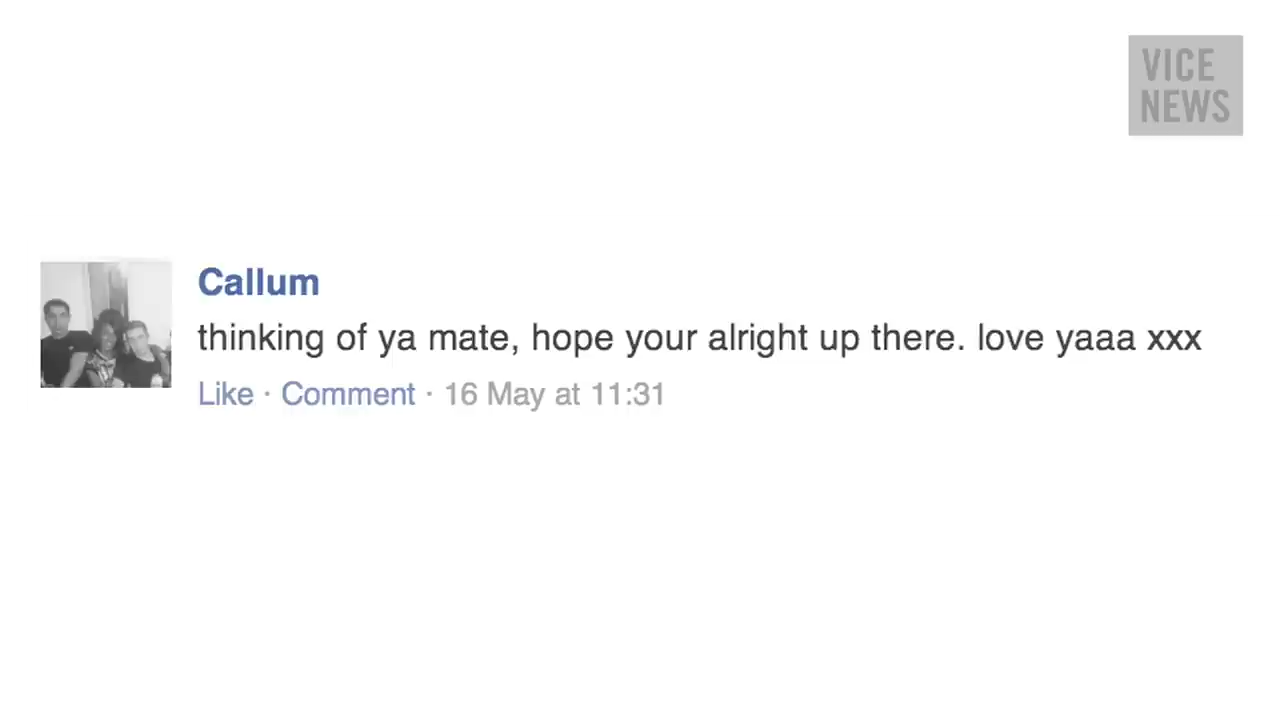 VICE
NEWS
Callum
thinking of ya mate, hope your alright up there. love yaaa xxx
Like · Comment · 16 May at 11:31